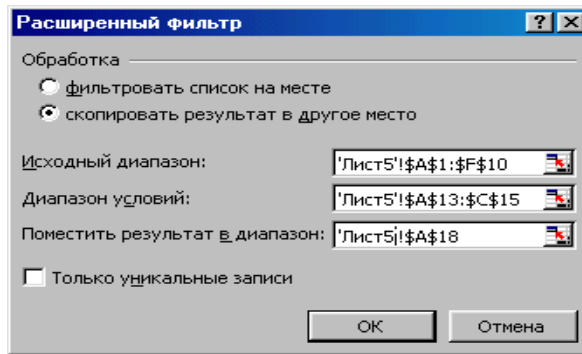 Расширенный фильтр
Обработка
фильтровать список на месте
скопировать результат в другое место
Исходный диапазон: 'Лист5'!$A$1:$F$10
Диапазон условий: 'Лист5'!$A$13:$C$15
Поместить результат в диапазон: 'Лист5'!$A$18
Только уникальные записи
ОК Отмена